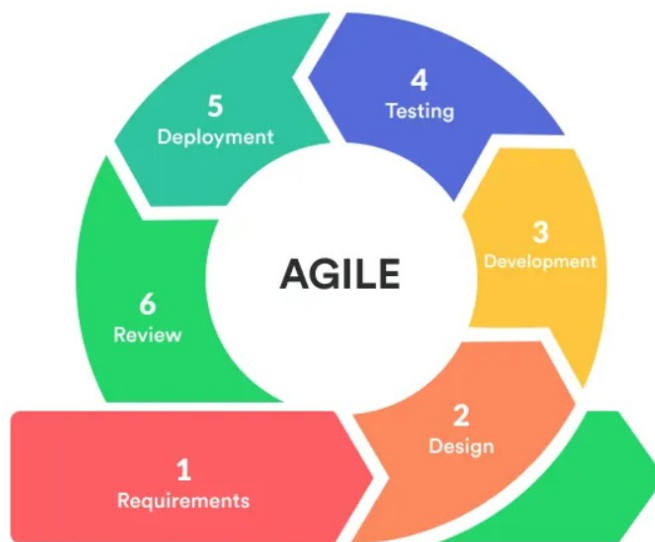 4
Testing
5
Deployment
3
Development
AGILE
6
Review
2
Design
1
Requirements